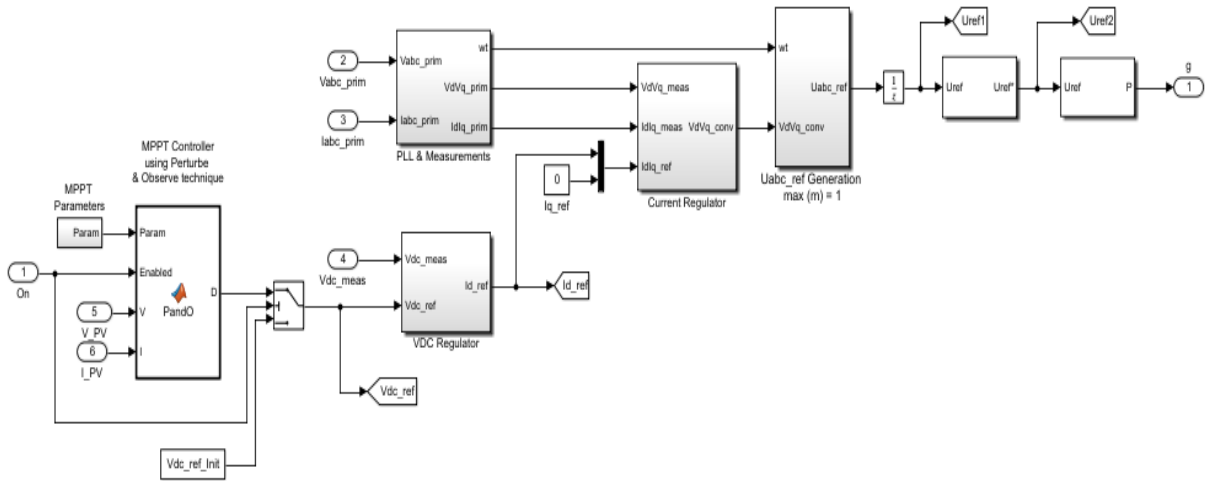 2
Vabc_prim
3
Iabc_prim
Vabc_prim
Iabc_prim
wt
VdVq_prim
IdIq_prim
PLL & Measurements
VdVq_meas
IdIq_meas
IdIq_ref
VdVq_conv
Current Regulator
0
Iq_ref
wt
VdVq_conv
Uabc_ref
Uabc_ref Generation
max (m) = 1
1
z
Uref1
Uref
Uref*
Uref2
Uref
P
g
1
MPPT Controller
using Perturbe
& Observe technique
MPPT
Parameters
Param
Param
Enabled
V
I
D
PandO
1
On
5
V_PV
6
I_PV
4
Vdc_meas
Vdc_meas
Vdc_ref
Id_ref
VDC Regulator
Id_ref
Vdc_ref
Vdc_ref_Init